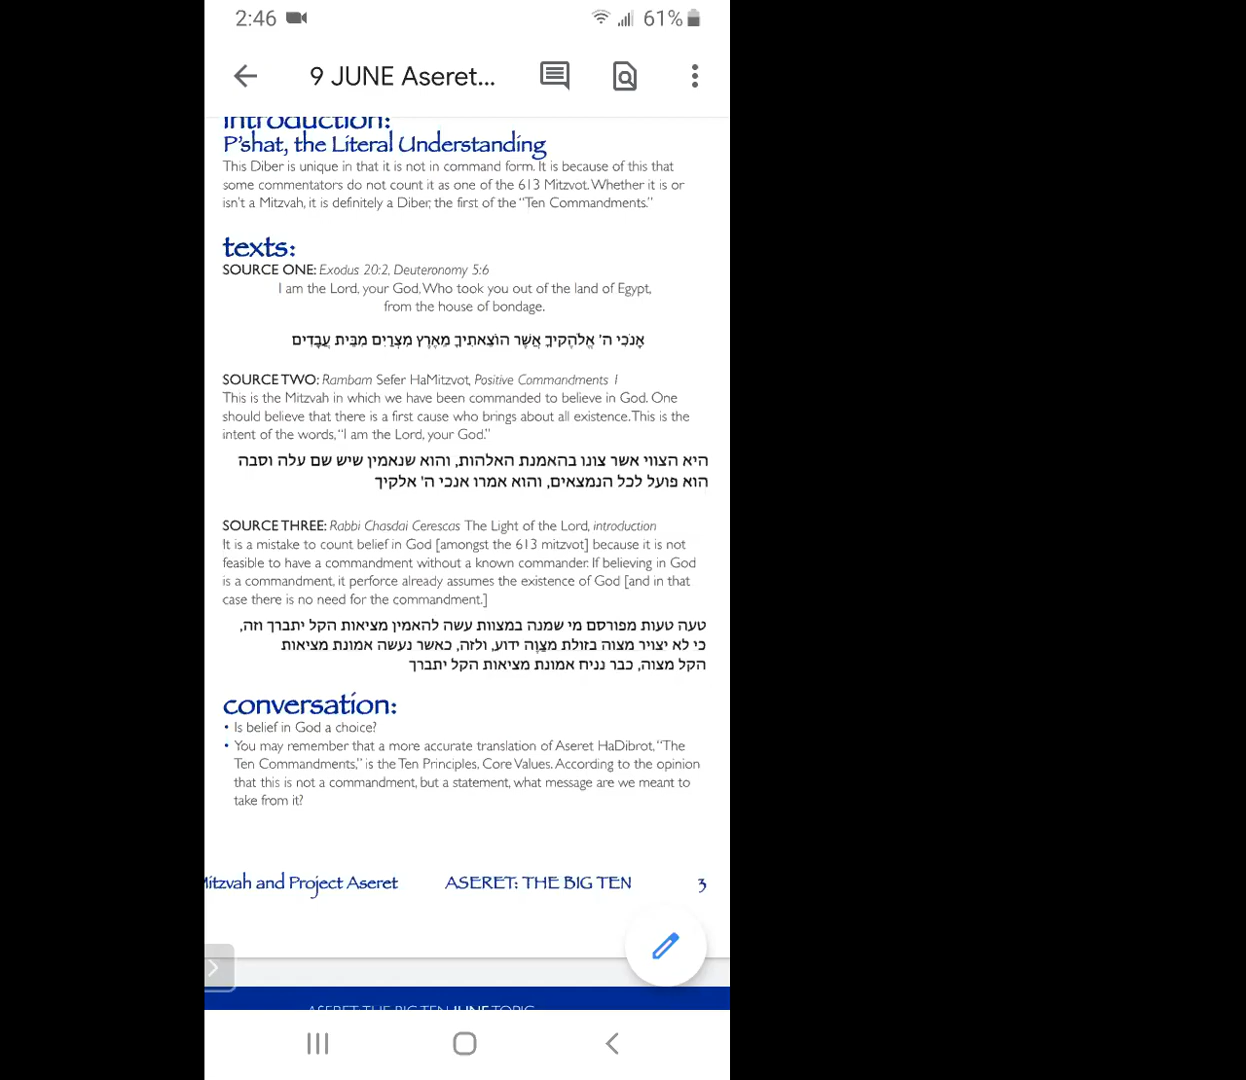 2:46
61%
9 JUNE Aseret...
introduction:
P'shat, the Literal Understanding
This Diber is unique in that it is not in command form. It is because of this that
some commentators do not count it as one of the 613 Mitzvot. Whether it is or
isn't a Mitzvah, it is definitely a Diber, the first of the "Ten Commandments."
texts:
SOURCE ONE: Exodus 20:2, Deuteronomy 5:6
I am the Lord, your God, Who took you out of the land of Egypt,
from the house of bondage.
אָנֹכִי ה' אֱלֹהֶקיךָ אֲשֶׁר הוֹצֵאתִיךָ מֵאֶרֶץ מִצְרַיִם מִבֵּית עֲבָדִים
SOURCE TWO: Rambam Sefer HaMitzvot, Positive Commandments 1
This is the Mitzvah in which we have been commanded to believe in God. One
should believe that there is a first cause who brings about all existence. This is the
intent of the words, "I am the Lord, your God."
היא הצווי אשר צונו בהאמנת האלהות, והוא שנאמין שיש שם עלה וסבה
הוא פועל לכל הנמצאים, והוא אמרו אנכי ה' אלקיך
SOURCE THREE: Rabbi Chasdai Cerescas The Light of the Lord, introduction
It is a mistake to count belief in God [amongst the 613 mitzvot] because it is not
feasible to have a commandment without a known commander. If believing in God
is a commandment, it perforce already assumes the existence of God [and in that
case there is no need for the commandment.]
טעה טעות מפורסם מי שמנה במצוות עשה להאמין מציאות הקל יתברך וזה,
כי לא יצויר מצוה בזולת מצַוֶה ידוע, ולזה, כאשר נעשה אמונת מציאות
הקל מצוה, כבר נניח אמונת מציאות הקל יתברך
conversation:
• Is belief in God a choice?
• You may remember that a more accurate translation of Aseret HaDibrot, "The
Ten Commandments," is the Ten Principles, Core Values. According to the opinion
that this is not a commandment, but a statement, what message are we meant to
take from it?
Mitzvah and Project Aseret ASERET: THE BIG TEN 3
ASERET: THE BIG TEN JUNE TOPIC